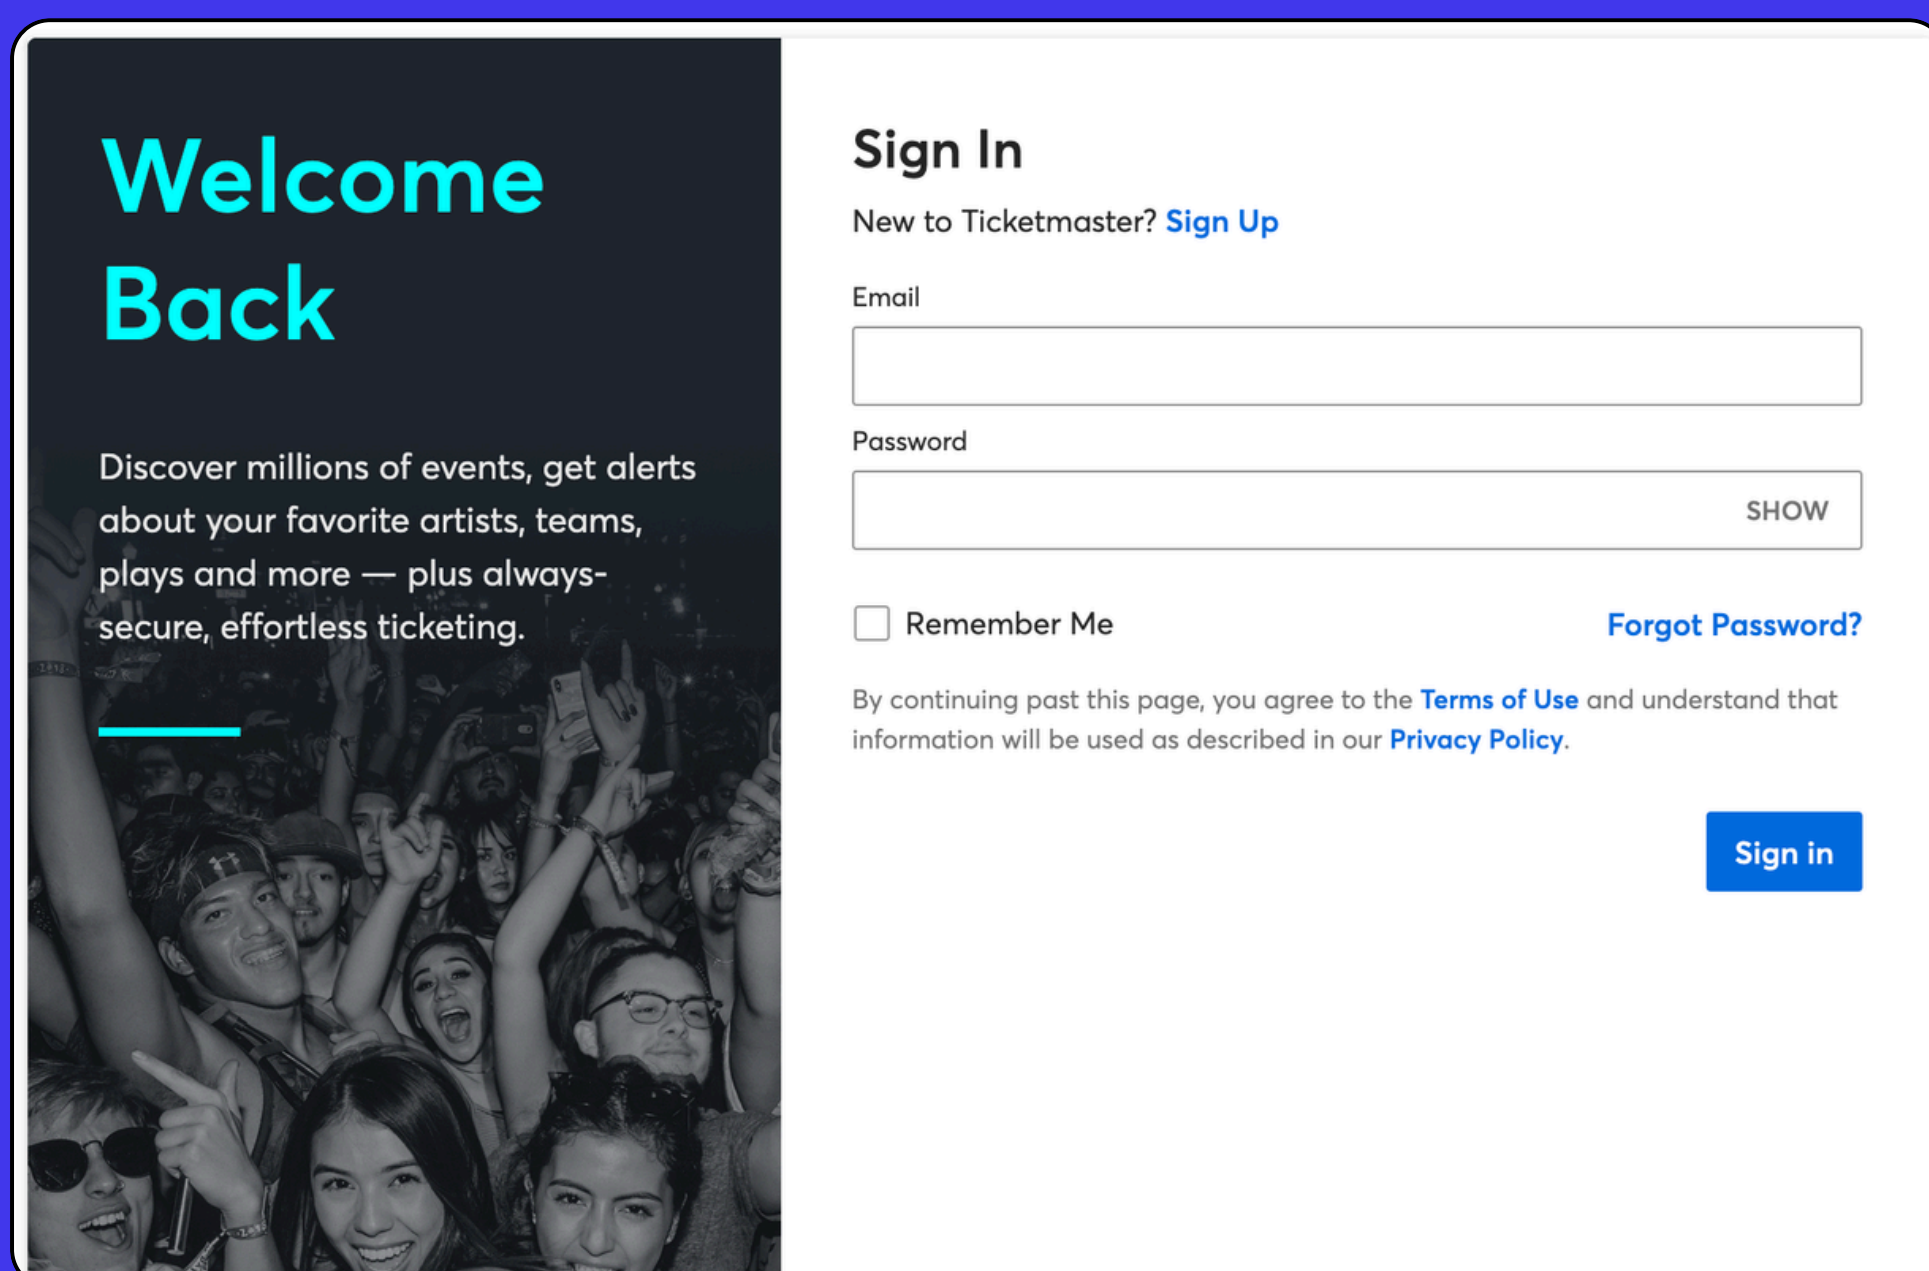 Welcome
Back
Discover millions of events, get alerts
about your favorite artists, teams,
plays and more — plus always-
secure, effortless ticketing.
Sign In
New to Ticketmaster? Sign Up
Email
Password
SHOW
Remember Me
Forgot Password?
By continuing past this page, you agree to the Terms of Use and understand that
information will be used as described in our Privacy Policy.
Sign in